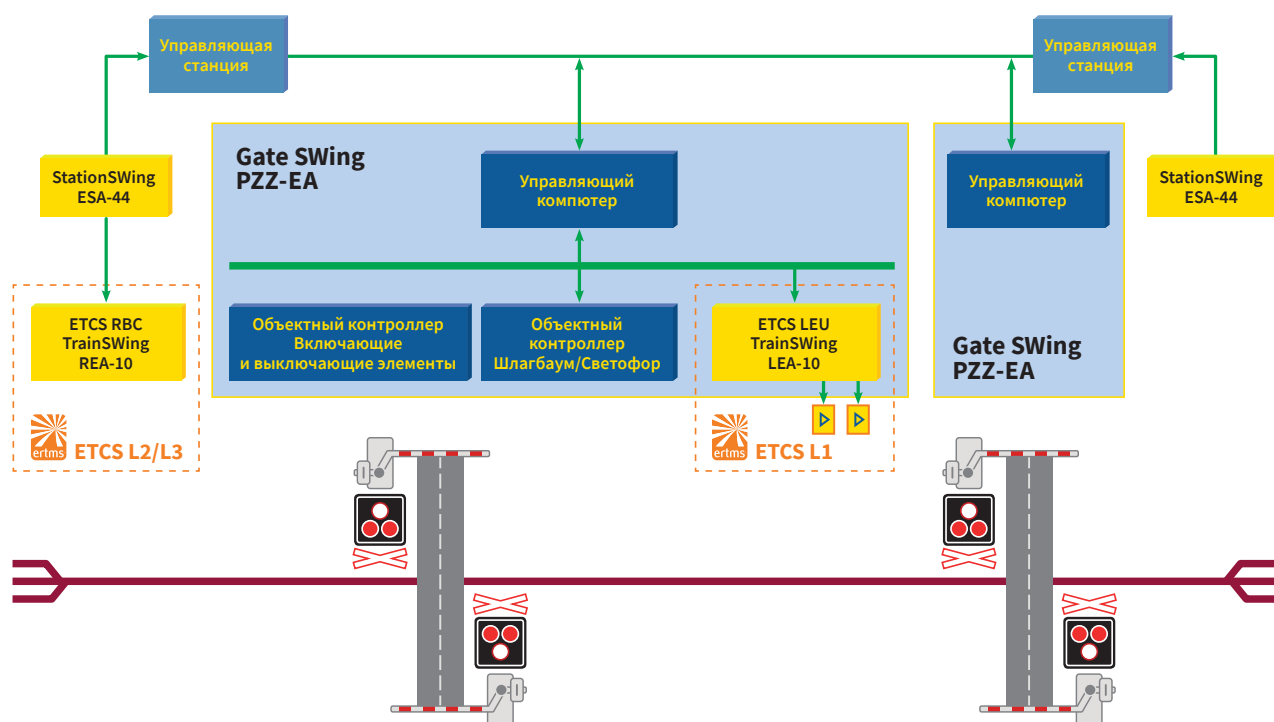 Управляющая
станция
Управляющая
станция
Gate SWing
PZZ-EA
Управляющий
компютер
Управляющий
компютер
StationSWing
ESA-44
StationSWing
ESA-44
ETCS RBC
TrainSWing
REA-10
Объектный контроллер
Включающие
и выключающие элементы
Объектный
контроллер
Шлагбаум/Светофор
ETCS LEU
TrainSWing
LEA-10
Gate SWing
PZZ-EA
ertms
ETCS L2/L3
ertms
ETCS L1